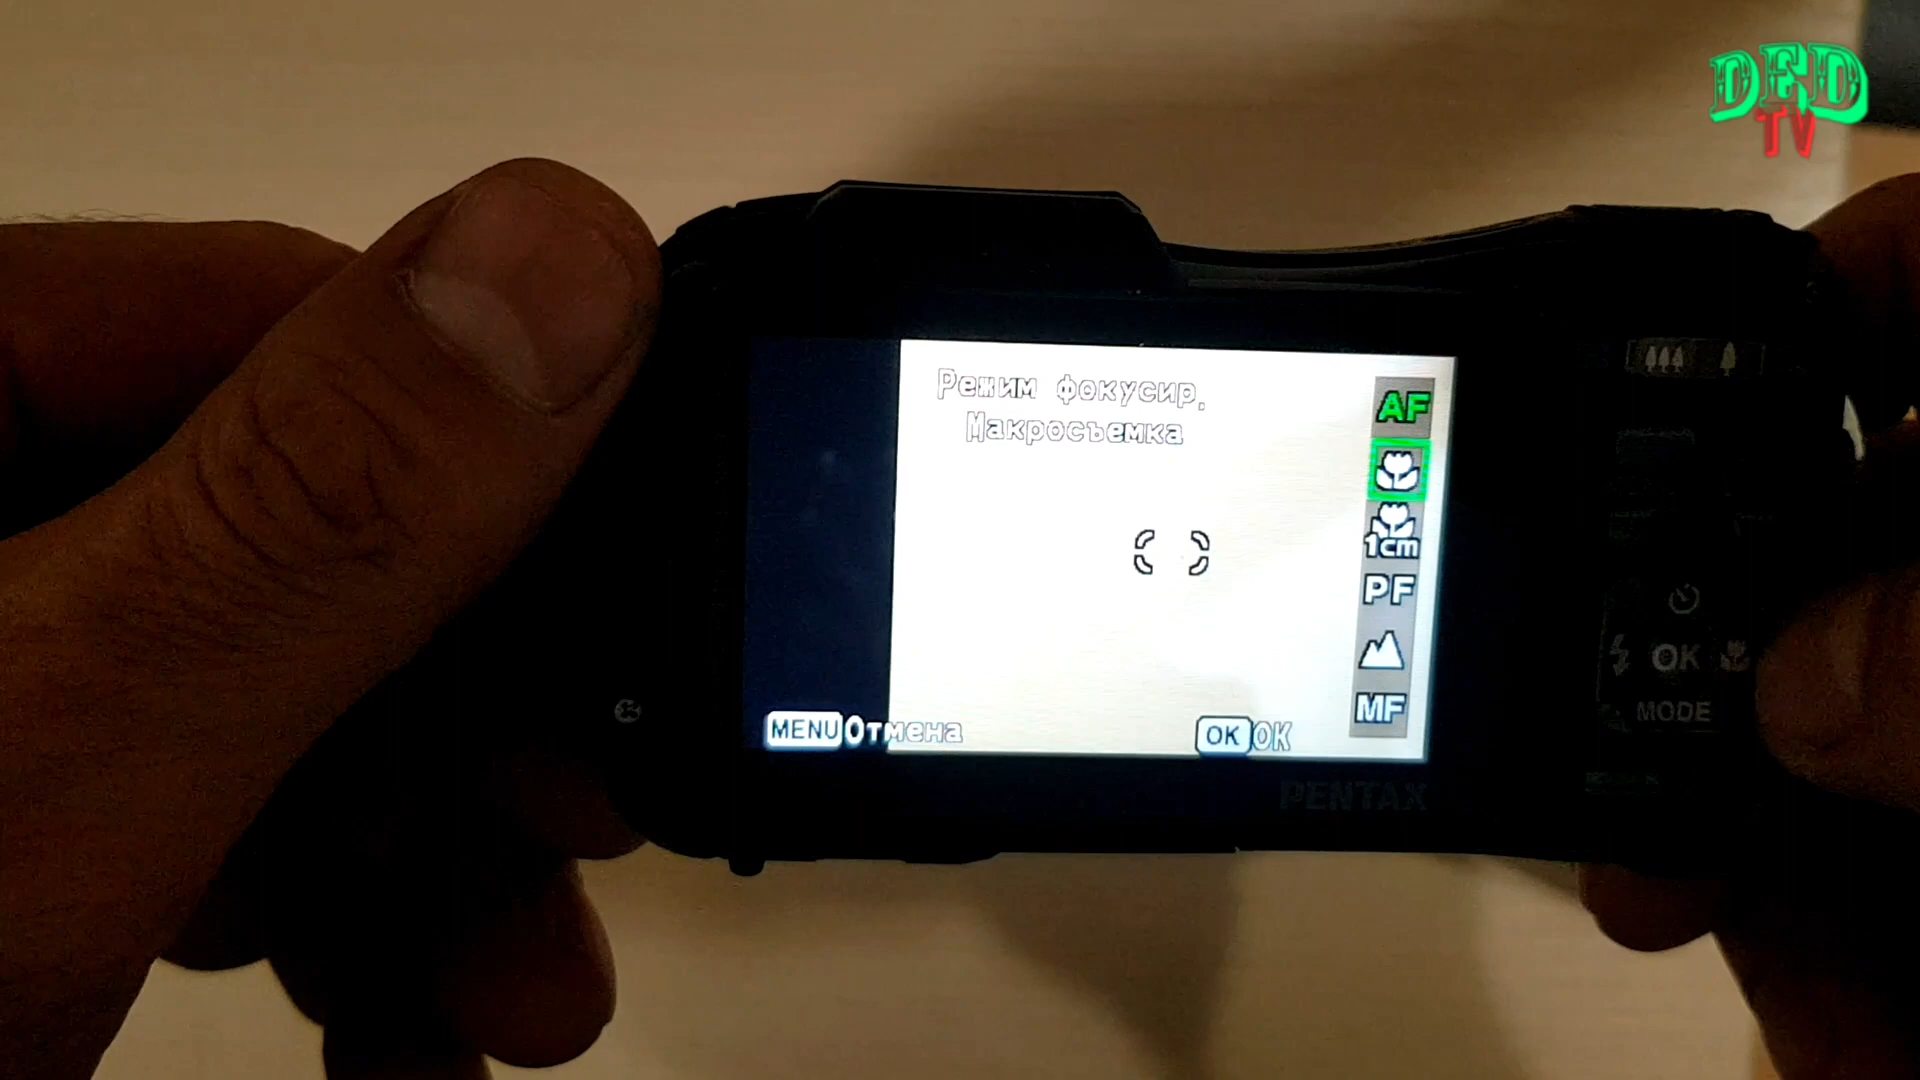 DED
TV
Режим фокусир.
Макросъемка
AF
1cm
PF
MF
MENU Отмена
OK OK
OK
MODE
PENTAX